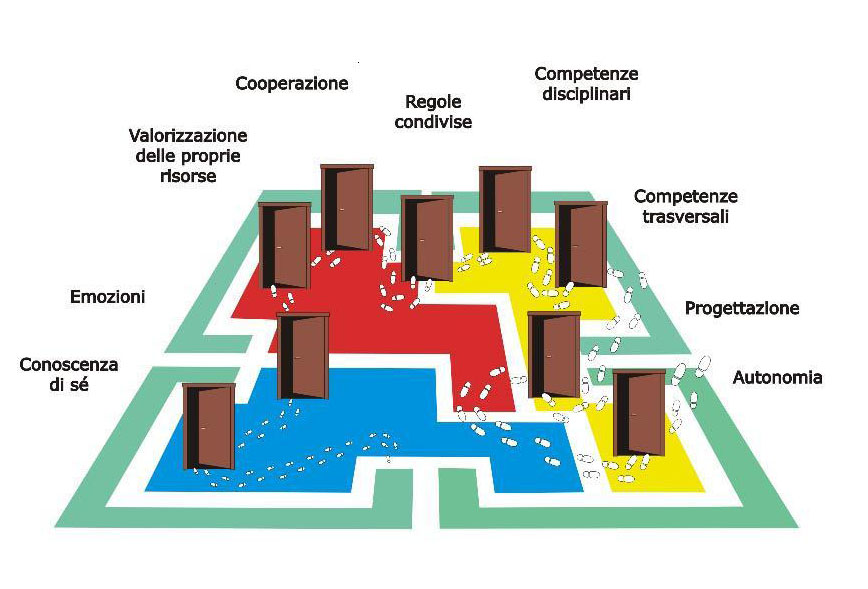 Cooperazione
Regole
condivise
Competenze
disciplinari
Valorizzazione
delle proprie
risorse
Competenze
trasversali
Emozioni
Progettazione
Conoscenza
di sé
Autonomia